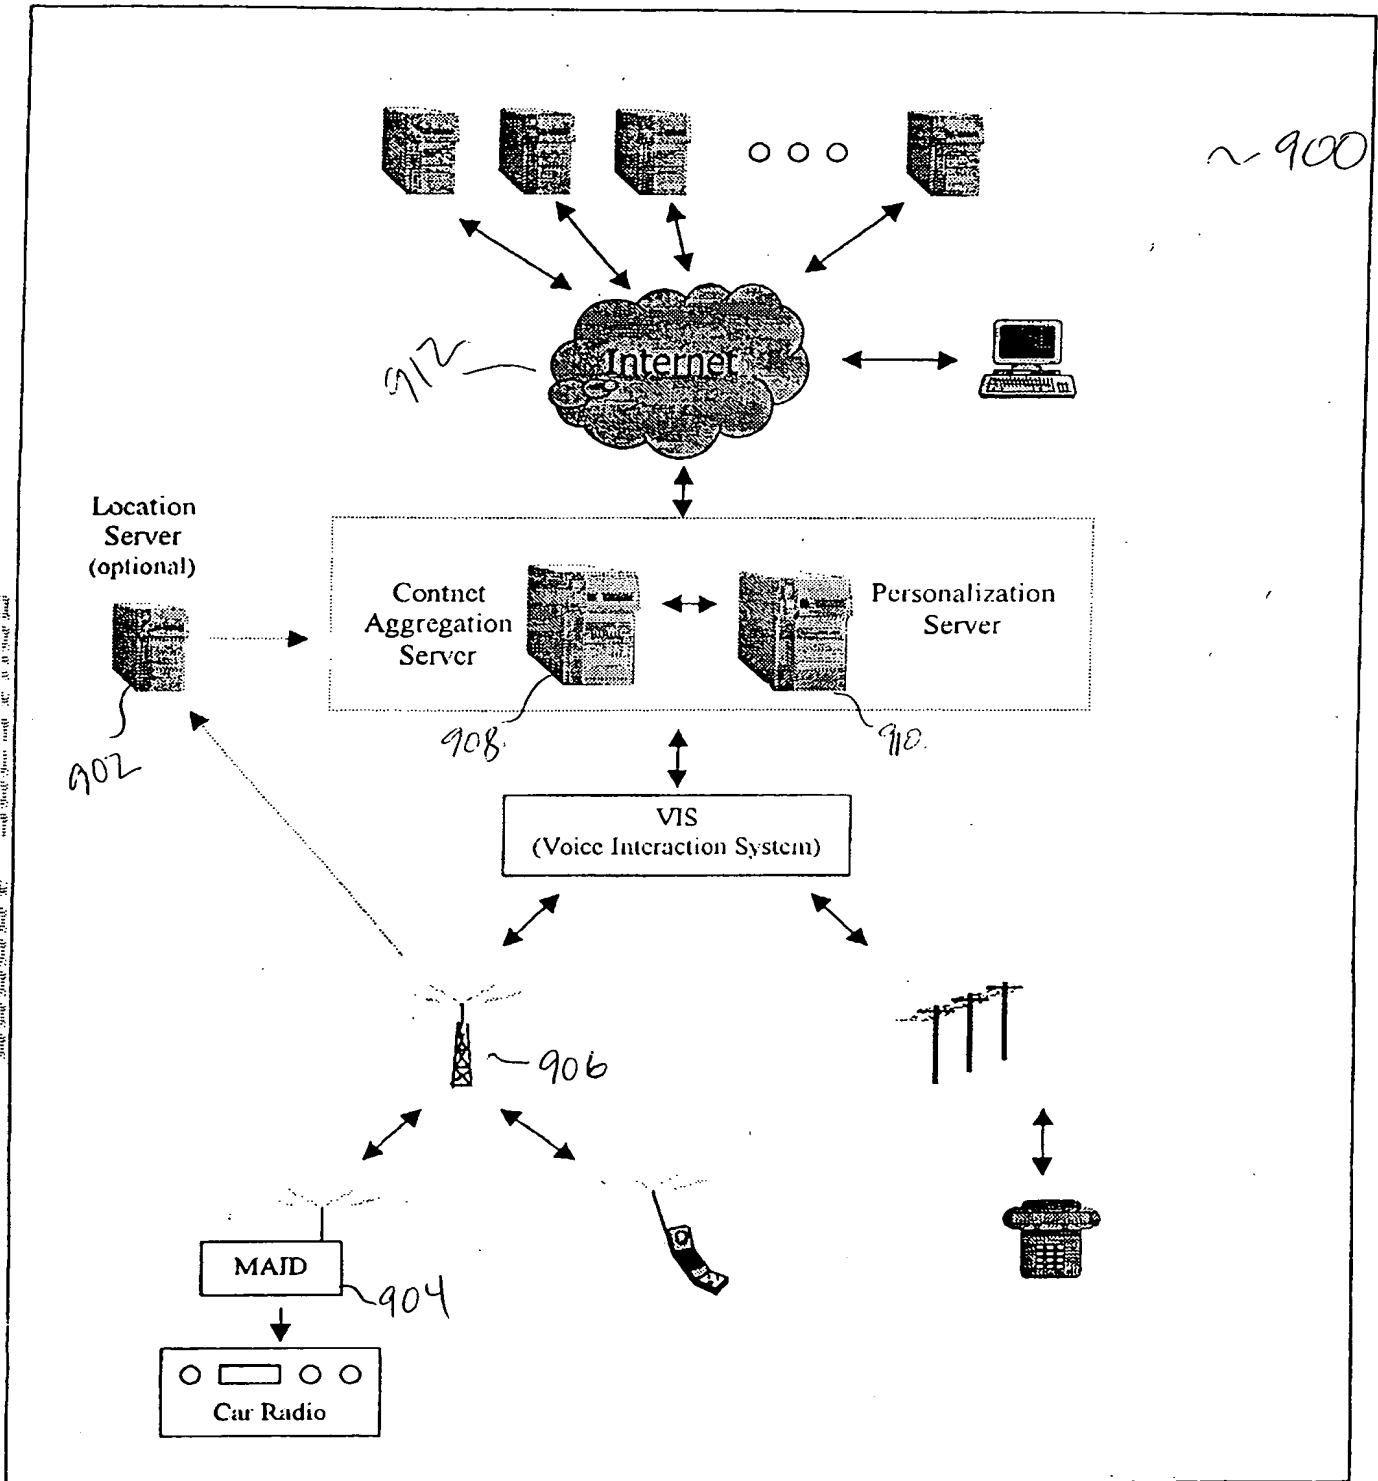 900
Internet
912
Location
Server
(optional)
Contnet
Aggregation
Server
Personalization
Server
902
908.
910.
VIS
(Voice Interaction System)
906
MAID
904
Car Radio